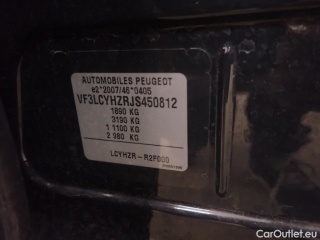 AUTOMOBILES PEUGEOT
e2*2007/46*0405
VF3LCYHZRJS450812
1890 KG
3190 KG
1 1100 KG
2 980 KG
LCYHZR - R2F000
CarOutlet.eu